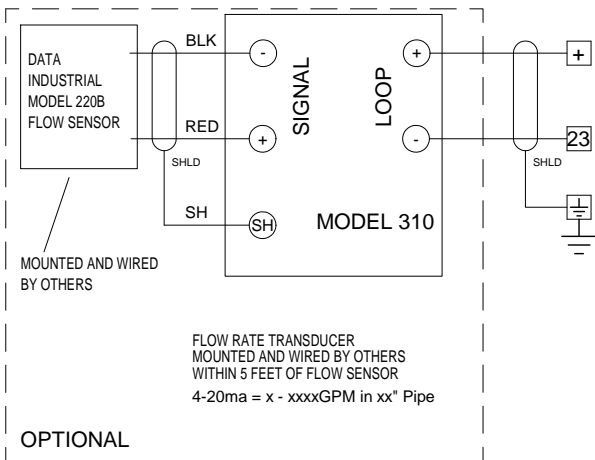 DATA
INDUSTRIAL
MODEL 220B
FLOW SENSOR
BLK
RED
SHLD
SH
-
+
SH
SIGNAL
LOOP
+
-
MODEL 310
SHLD
+
23
MOUNTED AND WIRED
BY OTHERS
FLOW RATE TRANSDUCER
MOUNTED AND WIRED BY OTHERS
WITHIN 5 FEET OF FLOW SENSOR
4-20ma = x - xxxxGPM in xx" Pipe
OPTIONAL